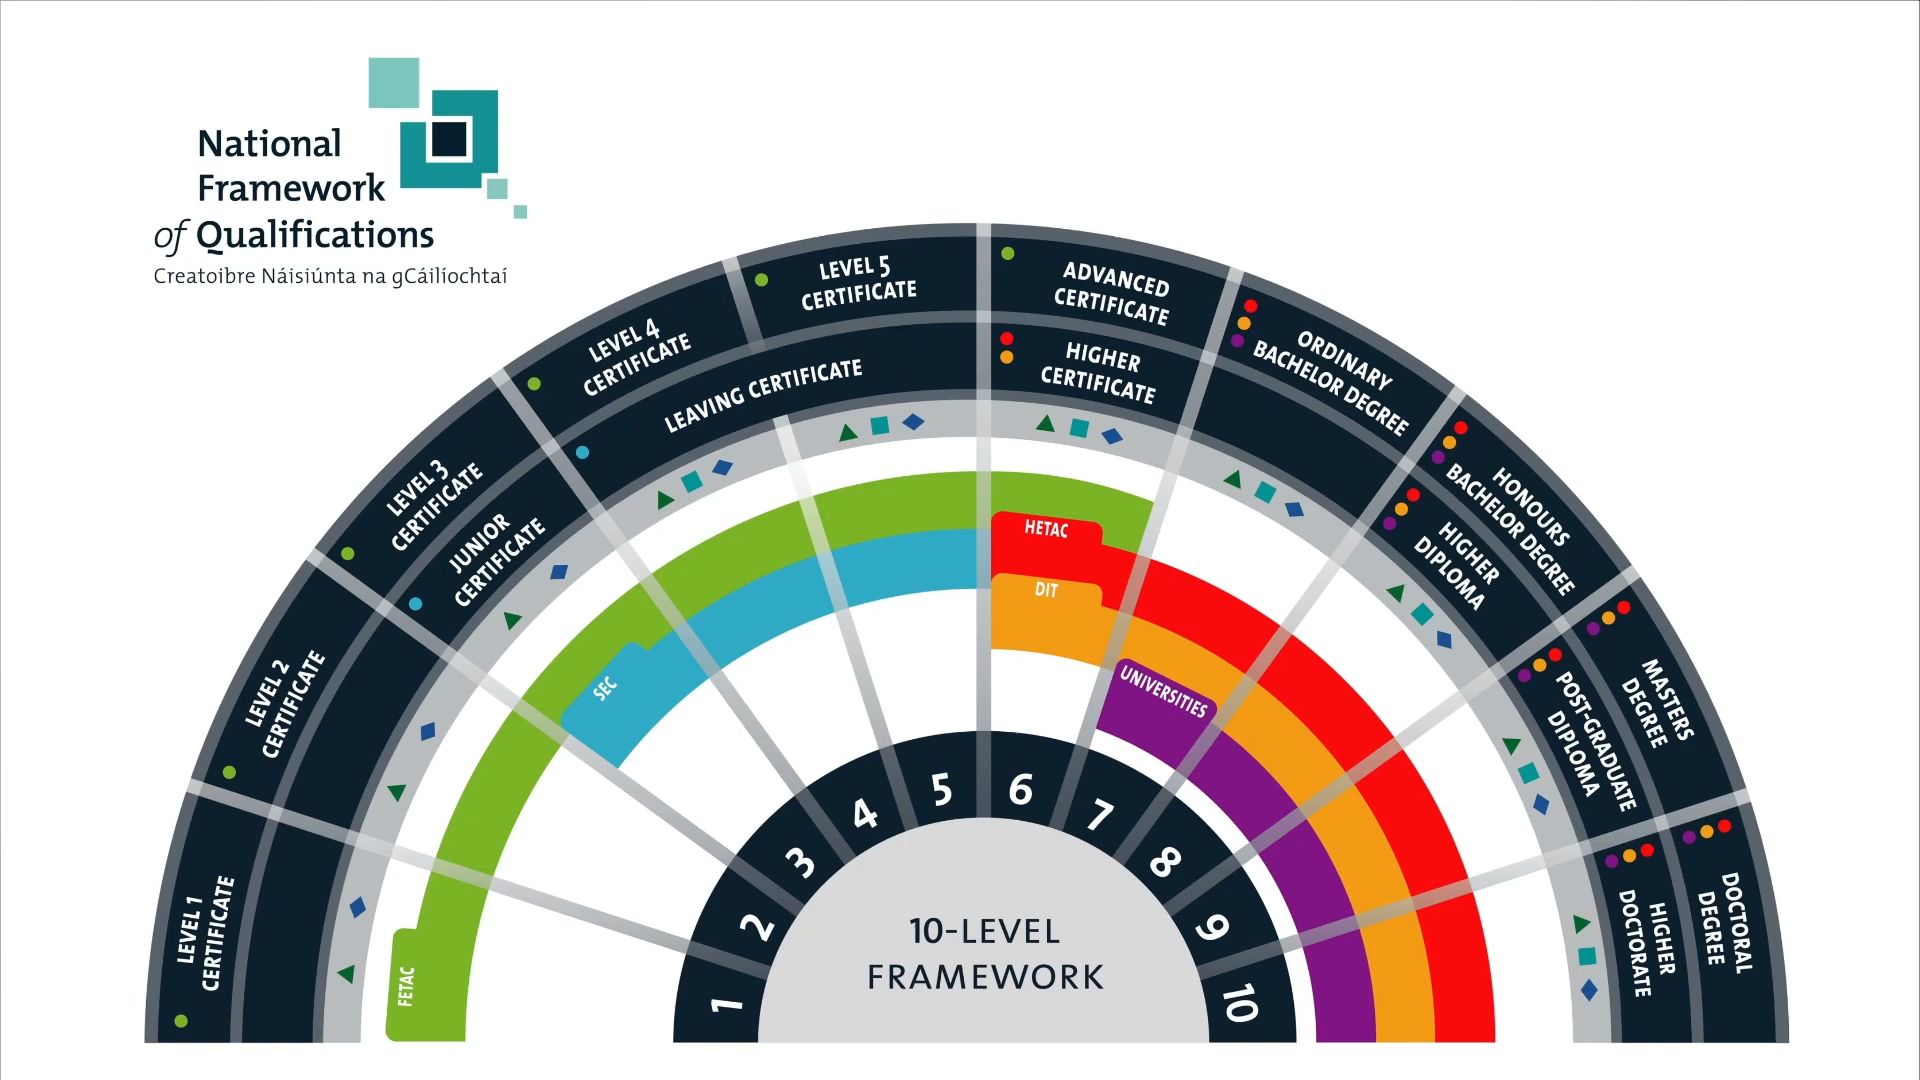 National
Framework
of Qualifications
Creatoibre Náisiúnta na gCáilíochtaí
LEVEL 1
CERTIFICATE
LEVEL 2
CERTIFICATE
LEVEL 3
CERTIFICATE
JUNIOR
CERTIFICATE
LEVEL 4
CERTIFICATE
LEVEL 5
CERTIFICATE
LEAVING CERTIFICATE
ADVANCED
CERTIFICATE
HIGHER
CERTIFICATE
ORDINARY
BACHELOR DEGREE
HONOURS
BACHELOR DEGREE
HIGHER
DIPLOMA
MASTERS
DEGREE
POST-GRADUATE
DIPLOMA
DOCTORAL
DEGREE
HIGHER
DOCTORATE
FETAC
SEC
HETAC
DIT
UNIVERSITIES
1
2
3
4
5
6
7
8
9
10
10-LEVEL
FRAMEWORK